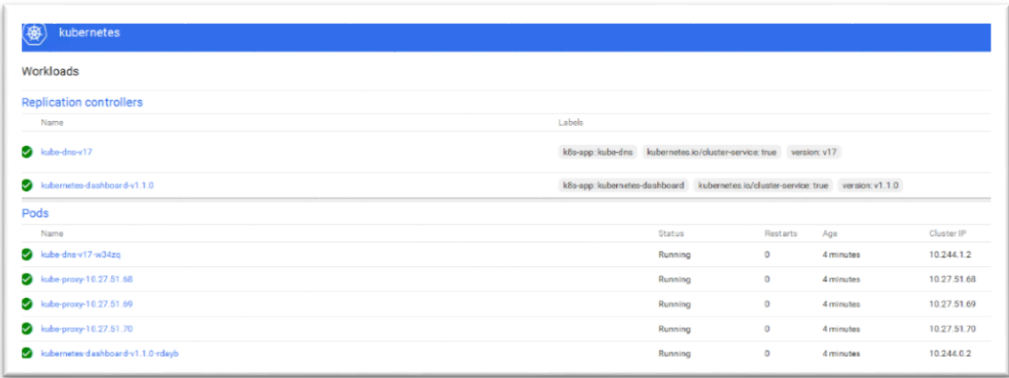 kubernetes
Workloads
Replication controllers
Name Labels
kube-dns-v17 k8s-app: kube-dns kubernetes.io/cluster-service: true version: v17
kubernetes-dashboard-v1.1.0 k8s-app: kubernetes-dashboard kubernetes.io/cluster-service: true version: v1.1.0
Pods
Name Status Restarts Age Cluster IP
kube-dns-v17-w34zq Running 0 4 minutes 10.244.1.2
kube-proxy-10.27.51.68 Running 0 4 minutes 10.27.51.68
kube-proxy-10.27.51.69 Running 0 4 minutes 10.27.51.69
kube-proxy-10.27.51.70 Running 0 4 minutes 10.27.51.70
kubernetes-dashboard-v1.1.0-rdayb Running 0 4 minutes 10.244.0.2